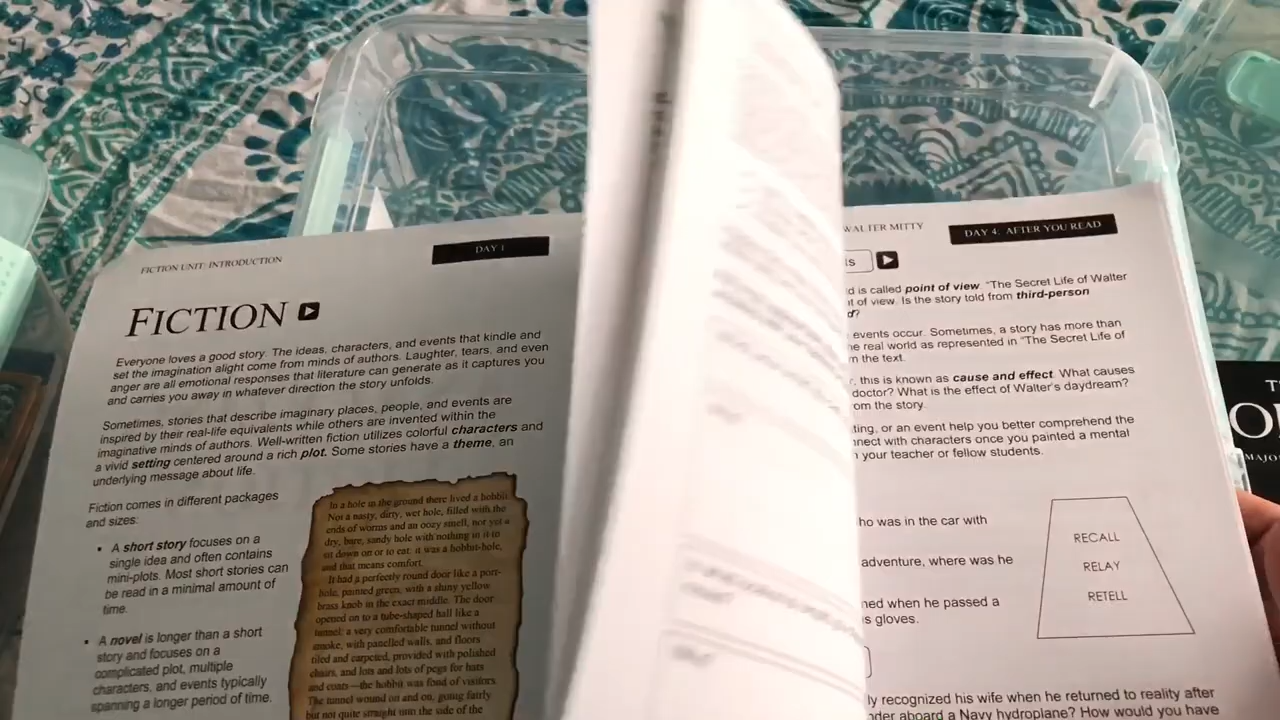 FICTION UNIT: INTRODUCTION
DAY 1
FICTION
Everyone loves a good story. The ideas, characters, and events that kindle and
set the imagination alight come from minds of authors. Laughter, tears, and even
anger are all emotional responses that literature can generate as it captures you
and carries you away in whatever direction the story unfolds.
Sometimes, stories that describe imaginary places, people, and events are
inspired by their real-life equivalents while others are invented within the
imaginative minds of authors. Well-written fiction utilizes colorful characters and
a vivid setting centered around a rich plot. Some stories have a theme, an
underlying message about life.
Fiction comes in different packages
and sizes:
• A short story focuses on a
single idea and often contains
mini-plots. Most short stories can
be read in a minimal amount of
time.
• A novel is longer than a short
story and focuses on a
complicated plot, multiple
characters, and events typically
spanning a longer period of time.
In a hole in the ground there lived a hobbit.
Not a nasty, dirty, wet hole, filled with the
ends of worms and an oozy smell, nor yet a
dry, bare, sandy hole with nothing in it to
sit down on or to eat: it was a hobbit-hole,
and that means comfort.
It had a perfectly round door like a port-
hole, painted green, with a shiny yellow
brass knob in the exact middle. The door
opened on to a tube-shaped hall like a
tunnel: a very comfortable tunnel without
smoke, with panelled walls, and floors
tiled and carpeted, provided with polished
chairs, and lots and lots of pegs for hats
and coats—the hobbit was fond of visitors.
The tunnel wound on and on, going fairly
but not quite straight into the side of the
WALTER MITTY
DAY 4: AFTER YOU READ
is
d is called point of view. "The Secret Life of Walter
t of view. Is the story told from third-person
d?
events occur. Sometimes, a story has more than
he real world as represented in "The Secret Life of
n the text.
r, this is known as cause and effect. What causes
doctor? What is the effect of Walter's daydream?
om the story.
ting, or an event help you better comprehend the
nnect with characters once you painted a mental
your teacher or fellow students.
ho was in the car with
adventure, where was he
ned when he passed a
s gloves.
RECALL
RELAY
RETELL
ly recognized his wife when he returned to reality after
nder aboard a Navy hydroplane? How would you have
MAJO